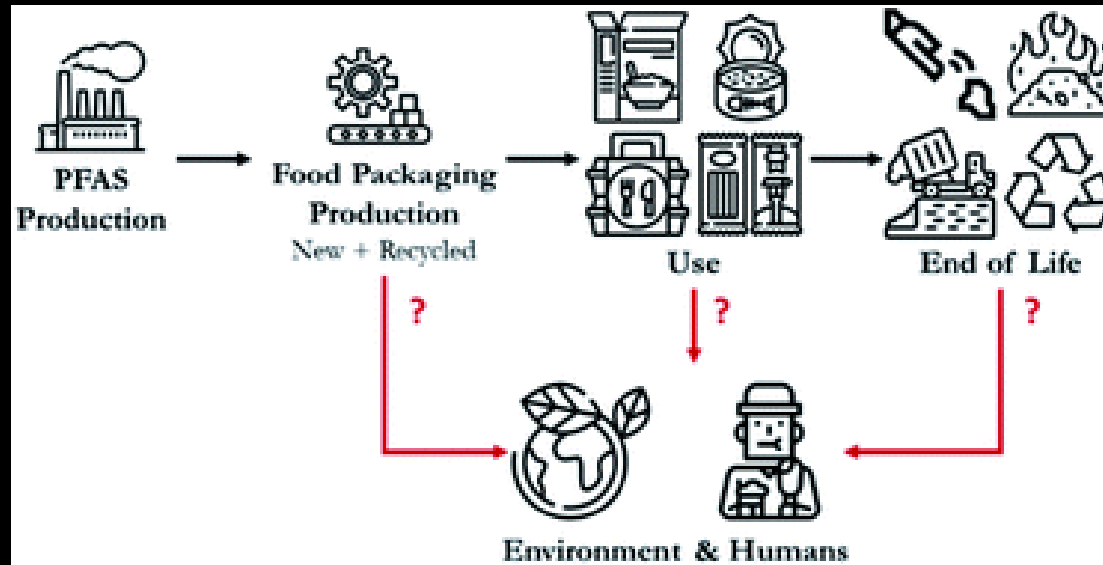 PFAS
Production
Food Packaging
Production
New + Recycled
Use
End of Life
?
?
?
Environment & Humans